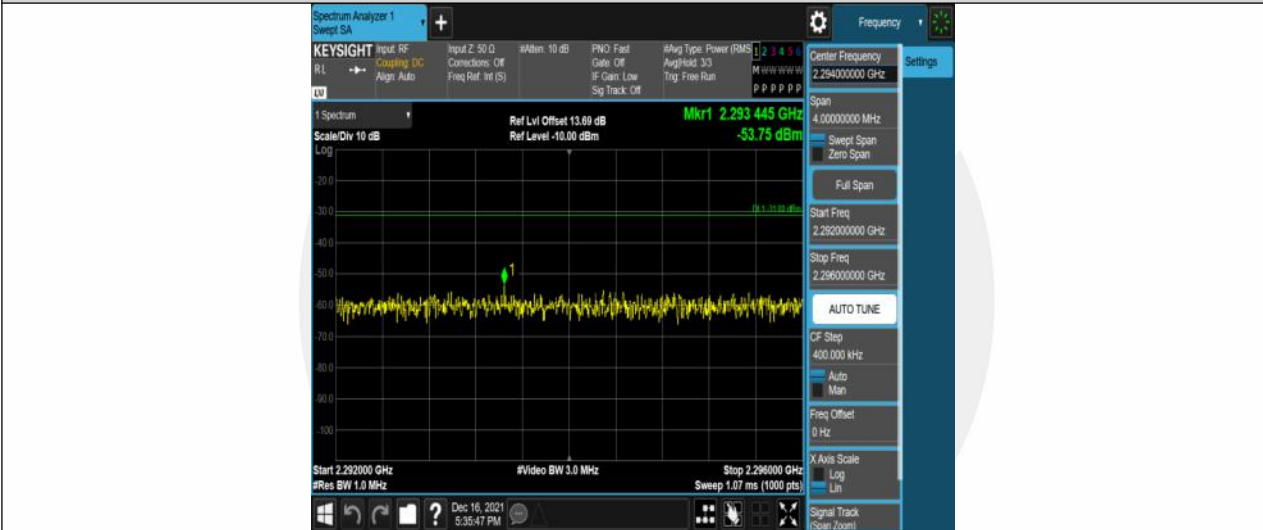 Spectrum Analyzer 1
Swept SA
+
Frequency
KEYSIGHT
RL
LV
Input: RF
Coupling: DC
Align: Auto
Input Z: 50 Ω
Corrections: Off
Freq Ref: Int (S)
#Atten: 10 dB
PNO: Fast
Gate: Off
IF Gain: Low
Sig Track: Off
#Avg Type: Power (RMS
Avg|Hold: 3/3
Trig: Free Run
1 2 3 4 5 6
M W W W W W
P P P P P P
Settings
1 Spectrum
Scale/Div 10 dB
Log
Ref Lvl Offset 13.69 dB
Ref Level -10.00 dBm
Mkr1 2.293 445 GHz
-53.75 dBm
-20.0
-30.0
-40.0
-50.0
-60.0
-70.0
-80.0
-90.0
-100
1
Start 2.292000 GHz
#Res BW 1.0 MHz
#Video BW 3.0 MHz
Stop 2.296000 GHz
Sweep 1.07 ms (1000 pts)
Center Frequency
2.294000000 GHz
Span
4.00000000 MHz
Swept Span
Zero Span
Full Span
Start Freq
2.292000000 GHz
Stop Freq
2.296000000 GHz
AUTO TUNE
CF Step
400.000 kHz
Auto
Man
Freq Offset
0 Hz
X Axis Scale
Log
Lin
Signal Track
(Span Zoom)
?
Dec 16, 2021
5:35:47 PM